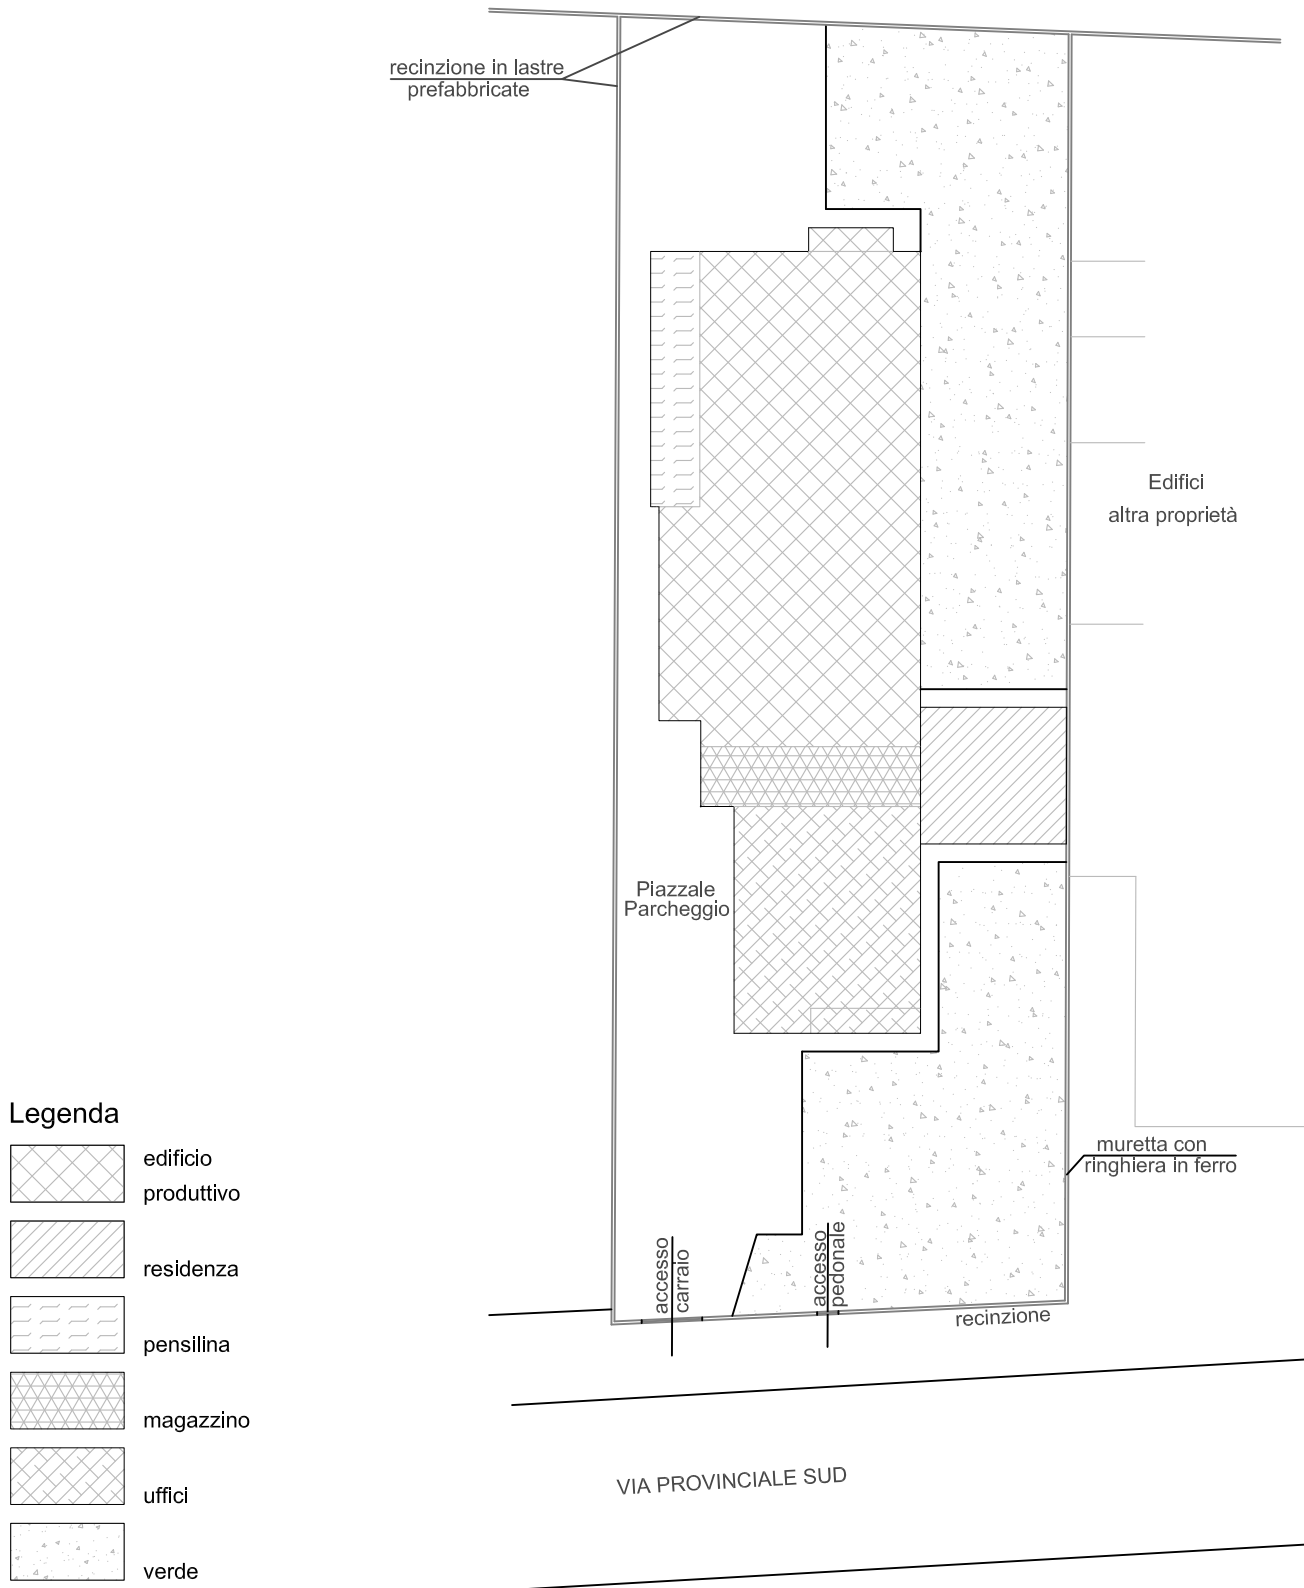 recinzione in lastre
prefabbricate
Edifici
altra proprietà
Piazzale
Parcheggio
Legenda
edificio
produttivo
residenza
pensilina
magazzino
uffici
verde
muretta con
ringhiera in ferro
accesso
carraio
accesso
pedonale
recinzione
VIA PROVINCIALE SUD